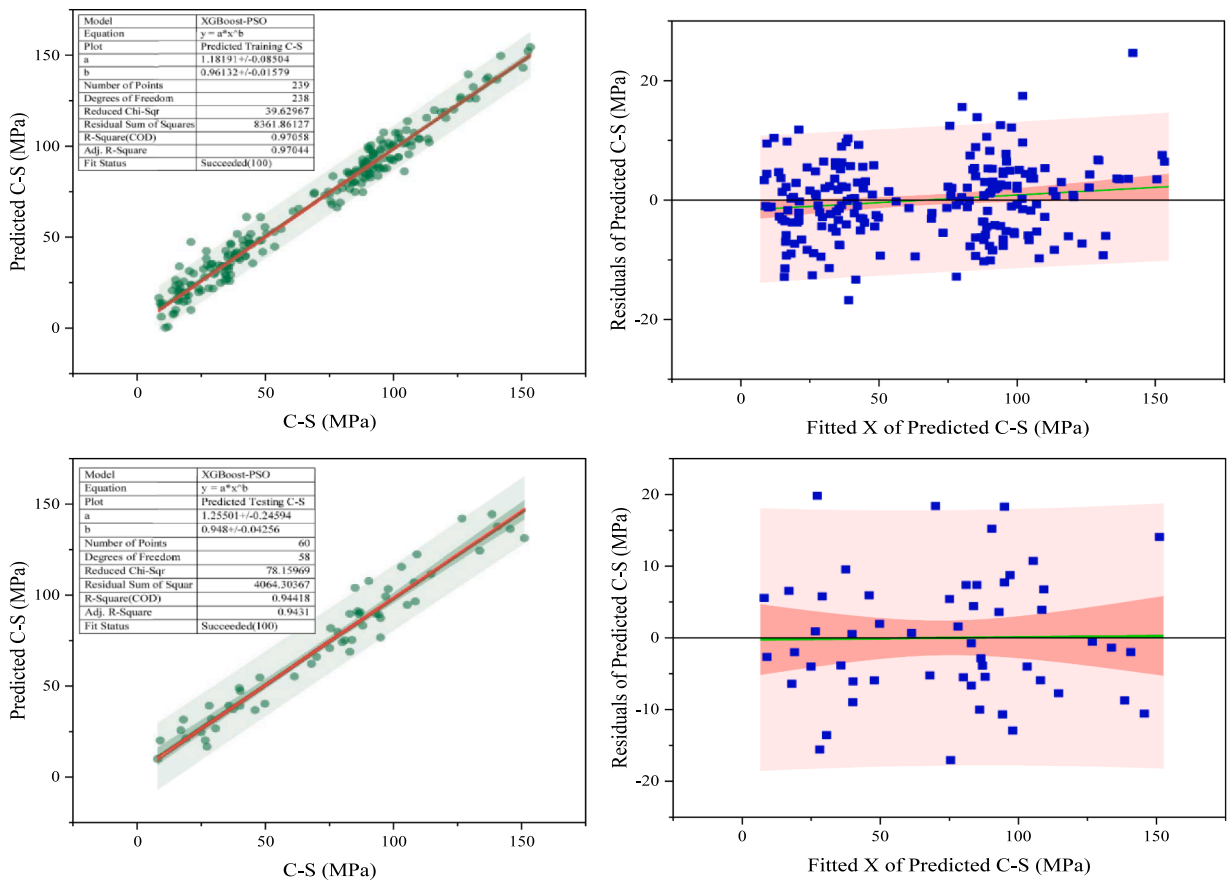 Model XGBoost-PSO
Equation y = a*x^b
Plot Predicted Training C-S
a 1.18191+/-0.08504
b 0.96132+/-0.01579
Number of Points 239
Degrees of Freedom 238
Reduced Chi-Sqr 39.62967
Residual Sum of Squares 8361.86127
R-Square(COD) 0.97058
Adj. R-Square 0.97044
Fit Status Succeeded(100)
150
100
50
0
Predicted C-S (MPa)
0 50 100 150
C-S (MPa)
20
0
-20
Residuals of Predicted C-S (MPa)
0 50 100 150
Fitted X of Predicted C-S (MPa)
Model XGBoost-PSO
Equation y = a*x^b
Plot Predicted Testing C-S
a 1.25501+/-0.24594
b 0.948+/-0.04256
Number of Points 60
Degrees of Freedom 58
Reduced Chi-Sqr 78.15969
Residual Sum of Squar 4064.30367
R-Square(COD) 0.94418
Adj. R-Square 0.9431
Fit Status Succeeded(100)
150
100
50
0
Predicted C-S (MPa)
0 50 100 150
C-S (MPa)
20
10
0
-10
-20
Residuals of Predicted C-S (MPa)
0 50 100 150
Fitted X of Predicted C-S (MPa)